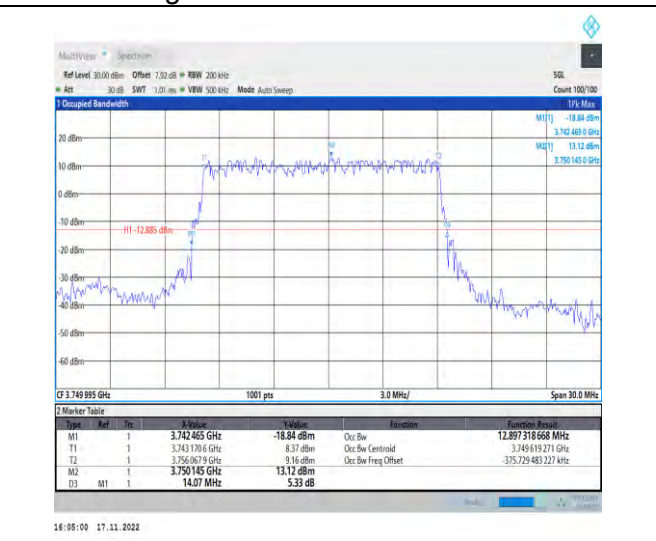 MultiView Spectrum
Ref Level 30.00 dBm Offset 7.92 dB RBW 200 kHz SGL
Att 30 dB SWT 1.01 ms VBW 500 kHz Mode Auto Sweep Count 100/100
1 Occupied Bandwidth 1Pk Max
M1[1] -18.84 dBm
3.742 465 0 GHz
M2[1] 13.12 dBm
3.750 145 0 GHz
20 dBm
10 dBm
0 dBm
-10 dBm
H1 -12.885 dBm
-20 dBm
-30 dBm
-40 dBm
-50 dBm
-60 dBm
T1
T2
M2
M1
CF 3.749 995 GHz 1001 pts 3.0 MHz/ Span 30.0 MHz
2 Marker Table
Type Ref Trc X-Value Y-Value Function Function Result
M1 1 3.742 465 GHz -18.84 dBm Occ Bw 12.897 318 668 MHz
T1 1 3.743 170 6 GHz 8.37 dBm Occ Bw Centroid 3.749 619 271 GHz
T2 1 3.756 067 9 GHz 9.16 dBm Occ Bw Freq Offset -375.729 483 227 kHz
M2 1 3.750 145 GHz 13.12 dBm
D3 M1 1 14.07 MHz 5.33 dB
16:05:00 17.11.2022